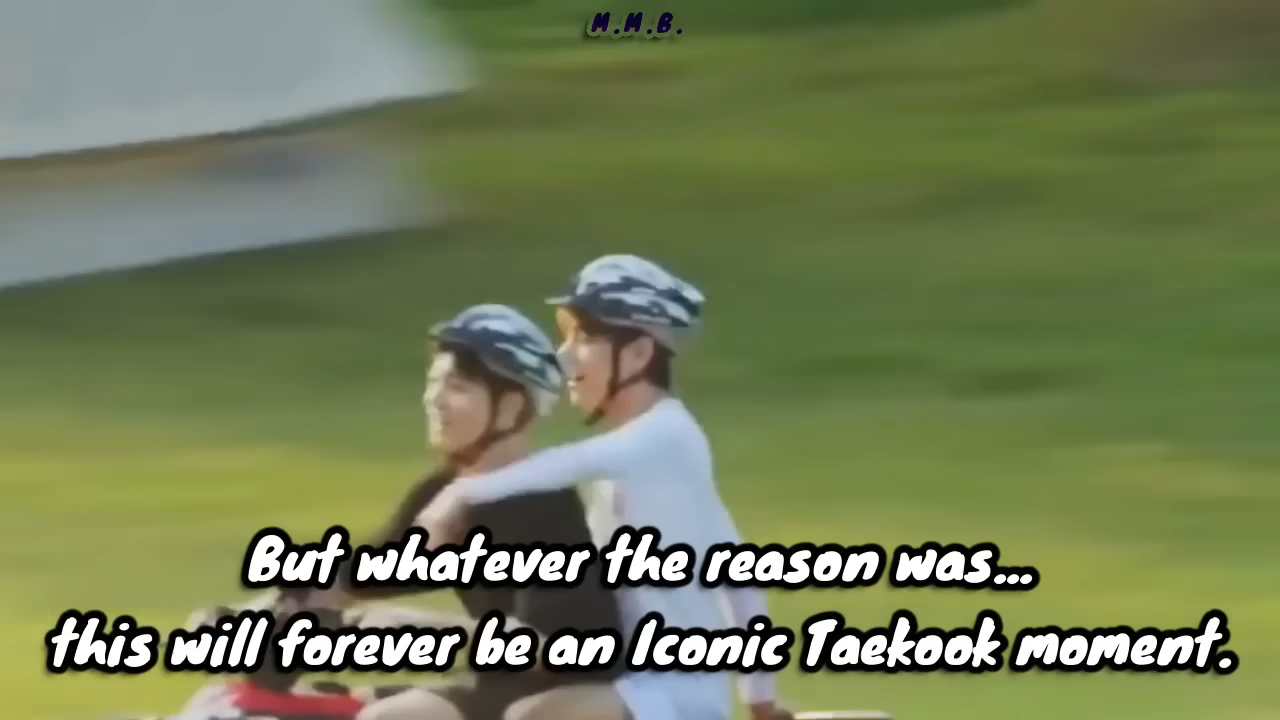 M.M.B.
But whatever the reason was...
this will forever be an Iconic Taekook moment.